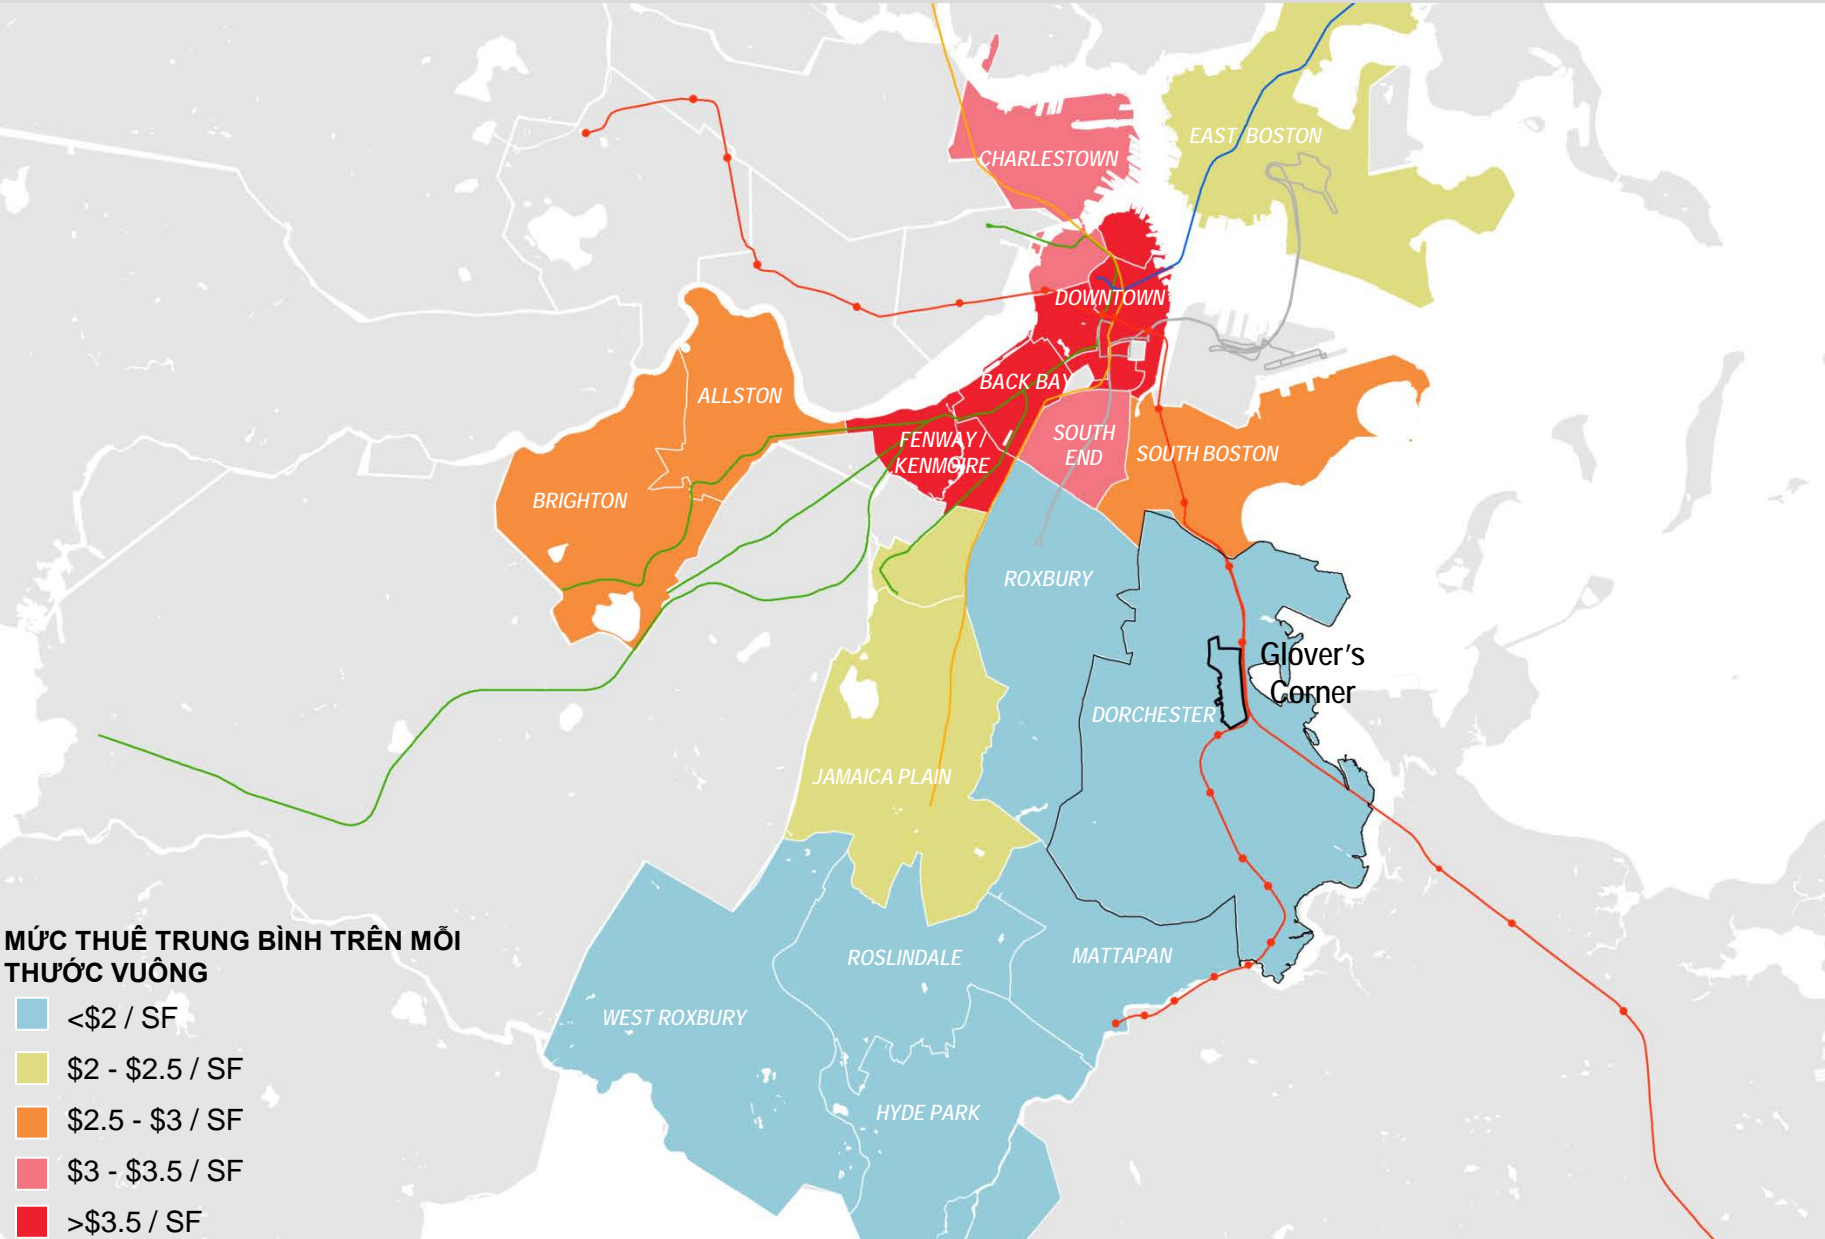 EAST BOSTON
CHARLESTOWN
DOWNTOWN
BACK BAY
ALLSTON
FENWAY /
KENMOIRE
SOUTH
END
SOUTH BOSTON
BRIGHTON
ROXBURY
Glover's
Corner
DORCHESTER
JAMAICA PLAIN
ROSLINDALE
MATTAPAN
WEST ROXBURY
HYDE PARK
MỨC THUÊ TRUNG BÌNH TRÊN MỖI
THƯỚC VUÔNG
<$2 / SF
$2 - $2.5 / SF
$2.5 - $3 / SF
$3 - $3.5 / SF
>$3.5 / SF